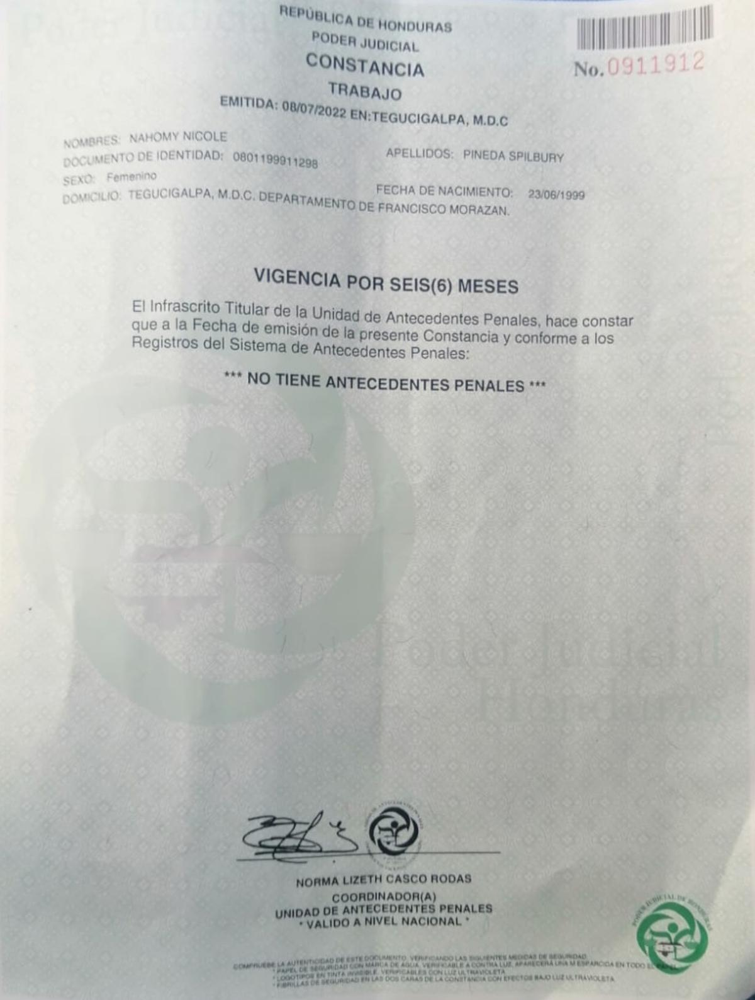 REPÚBLICA DE HONDURAS
PODER JUDICIAL
CONSTANCIA
TRABAJO
EMITIDA: 08/07/2022 EN:TEGUCIGALPA, M.D.C
No. 0911912
NOMBRES: NAHOMY NICOLE
APELLIDOS: PINEDA SPILBURY
DOCUMENTO DE IDENTIDAD: 0801199911298
SEXO: Femenino
FECHA DE NACIMIENTO: 23/06/1999
DOMICILIO: TEGUCIGALPA, M.D.C. DEPARTAMENTO DE FRANCISCO MORAZAN.
VIGENCIA POR SEIS(6) MESES
El Infrascrito Titular de la Unidad de Antecedentes Penales, hace constar
que a la Fecha de emisión de la presente Constancia y conforme a los
Registros del Sistema de Antecedentes Penales:
*** NO TIENE ANTECEDENTES PENALES ***
Poder Judicial
Honduras
NORMA LIZETH CASCO RODAS
COORDINADOR(A)
UNIDAD DE ANTECEDENTES PENALES
* VALIDO A NIVEL NACIONAL *
PODER JUDICIAL DE HONDURAS
COMPRUEBE LA AUTENTICIDAD DE ESTE DOCUMENTO. VERIFICANDO LAS SIGUIENTES MEDIDAS DE SEGURIDAD.
* PAPEL DE SEGURIDAD CON MARCA DE AGUA, VERIFICABLE A CONTRA LUZ, APARECERÁ UNA M ESPARCIDA EN TODO EL PAPEL
* LOGOTIPOS EN TINTA INVISIBLE, VERIFICABLES CON LUZ ULTRAVIOLETA
* FIBRILLAS DE SEGURIDAD EN LAS DOS CARAS DE LA CONSTANCIA CON EFECTOS BAJO LUZ ULTRAVIOLETA